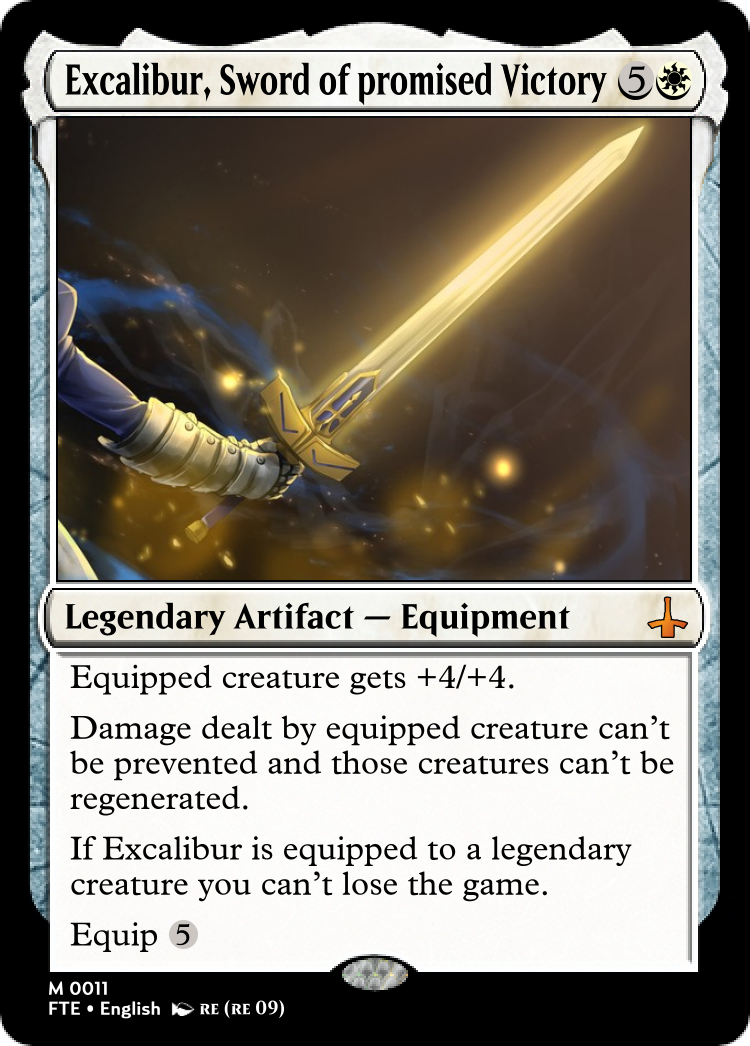 Excalibur, Sword of promised Victory 5
Legendary Artifact — Equipment
Equipped creature gets +4/+4.
Damage dealt by equipped creature can't
be prevented and those creatures can't be
regenerated.
If Excalibur is equipped to a legendary
creature you can't lose the game.
Equip 5
M 0011
FTE • English RE (RE 09)